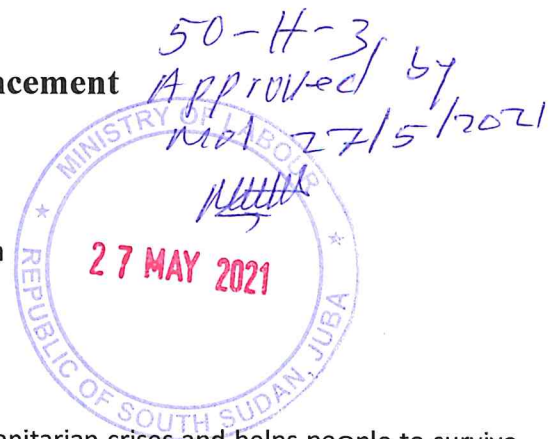 50-H-3
ncement Approved by
MOL 27/5/2021
MINISTRY OF LABOUR
27 MAY 2021
REPUBLIC OF SOUTH SUDAN, JUBA
anitarian crises and helps people to survive